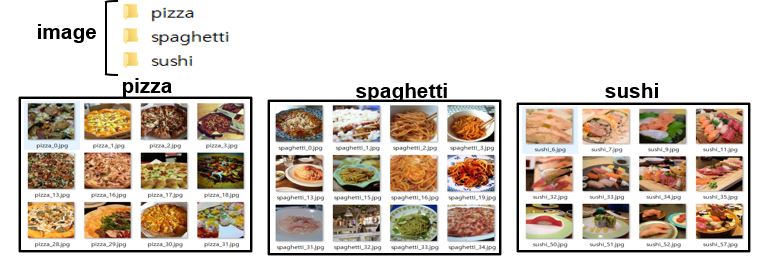 image
pizza
spaghetti
sushi
pizza
spaghetti
sushi
pizza_0.jpg pizza_1.jpg pizza_2.jpg pizza_3.jpg
pizza_13.jpg pizza_16.jpg pizza_17.jpg pizza_18.jpg
pizza_28.jpg pizza_29.jpg pizza_30.jpg pizza_31.jpg
spaghetti_0.jpg spaghetti_1.jpg spaghetti_2.jpg spaghetti_3.jpg
spaghetti_13.jpg spaghetti_15.jpg spaghetti_16.jpg spaghetti_19.jpg
spaghetti_31.jpg spaghetti_32.jpg spaghetti_33.jpg spaghetti_34.jpg
sushi_6.jpg sushi_7.jpg sushi_9.jpg sushi_11.jpg
sushi_32.jpg sushi_33.jpg sushi_34.jpg sushi_35.jpg
sushi_50.jpg sushi_51.jpg sushi_52.jpg sushi_57.jpg